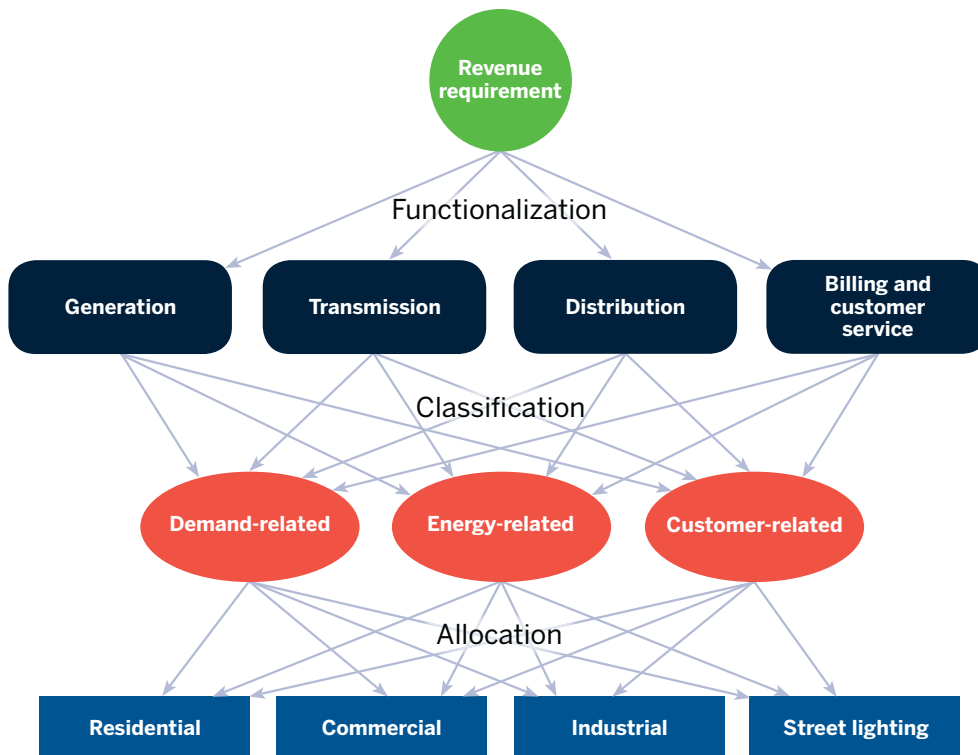 Revenue
requirement
Functionalization
Generation
Transmission
Distribution
Billing and
customer
service
Classification
Demand-related
Energy-related
Customer-related
Allocation
Residential
Commercial
Industrial
Street lighting